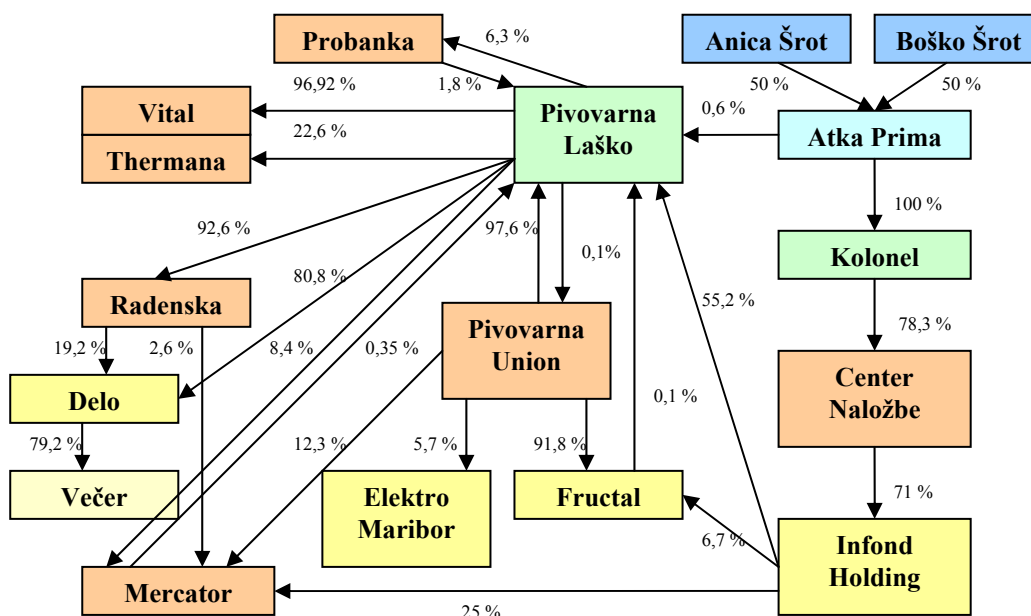 Probanka
6,3 %
Anica Šrot
Boško Šrot
96,92 %
1,8 %
50 %
50 %
Vital
Pivovarna
Laško
0,6 %
Atka Prima
22,6 %
Thermana
100 %
92,6 %
97,6 %
0,1%
Kolonel
80,8 %
55,2 %
Radenska
78,3 %
Pivovarna
Union
19,2 %
2,6 %
8,4 %
0,35 %
Center
Naložbe
Delo
0,1 %
79,2 %
12,3 %
5,7 %
91,8 %
Večer
Elektro
Maribor
Fructal
71 %
6,7 %
Infond
Holding
Mercator
25 %